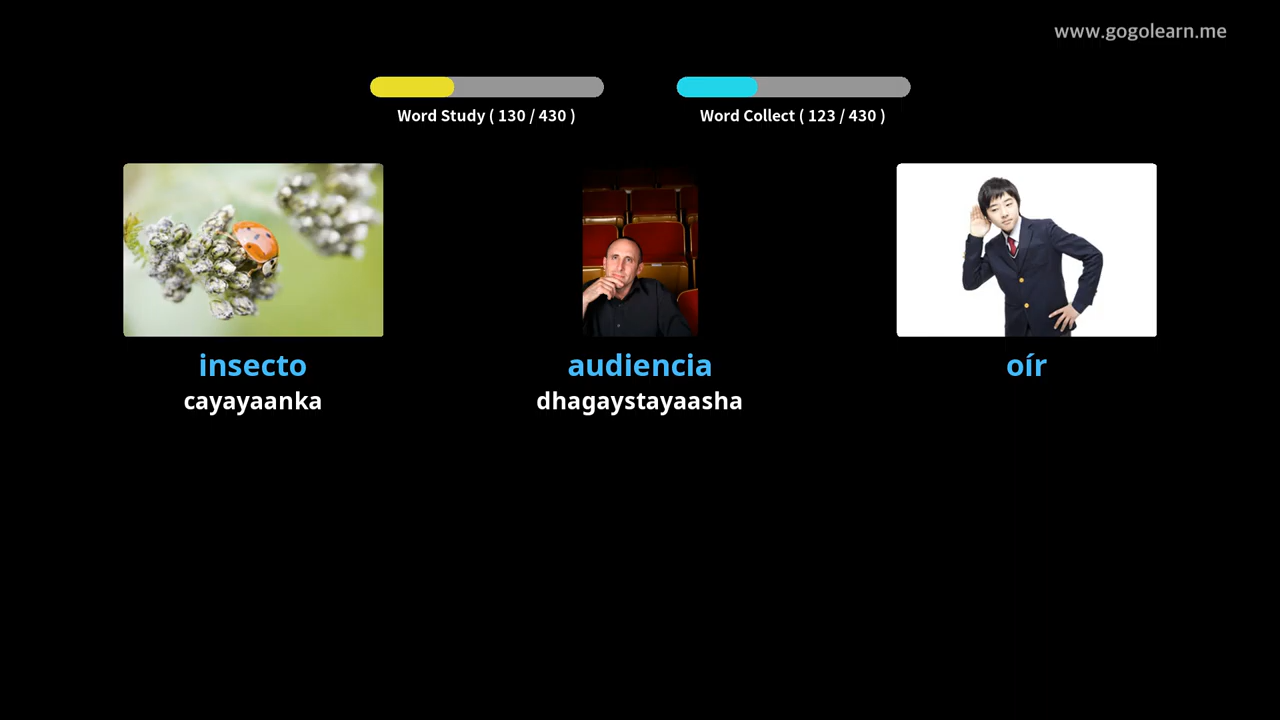 www.gogolearn.me
Word Study ( 130 / 430 )
Word Collect ( 123 / 430 )
insecto
audiencia
oír
cayayaanka
dhagaystayaasha